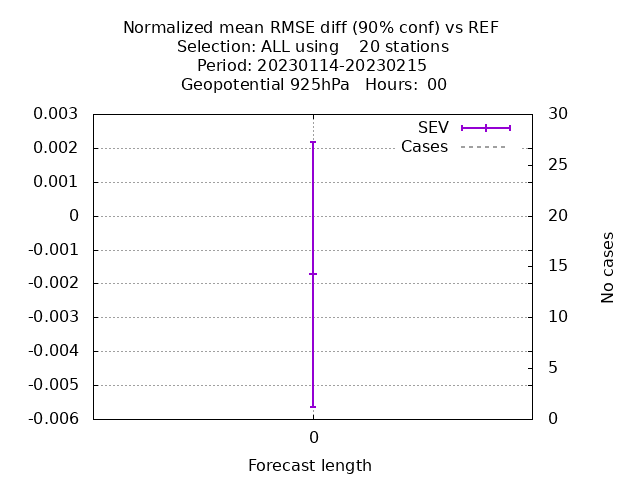 Normalized mean RMSE diff (90% conf) vs REF
Selection: ALL using    20 stations
Period: 20230114-20230215
Geopotential 925hPa   Hours:  00
0.003
0.002
0.001
0
-0.001
-0.002
-0.003
-0.004
-0.005
-0.006
SEV
Cases
30
25
20
15
10
5
0
No cases
0
Forecast length